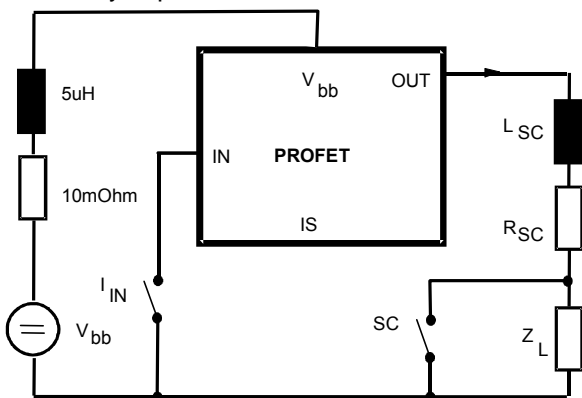 5uH
10mOhm
V bb
V bb
OUT
IN
PROFET
IS
I IN
SC
L SC
R SC
Z L